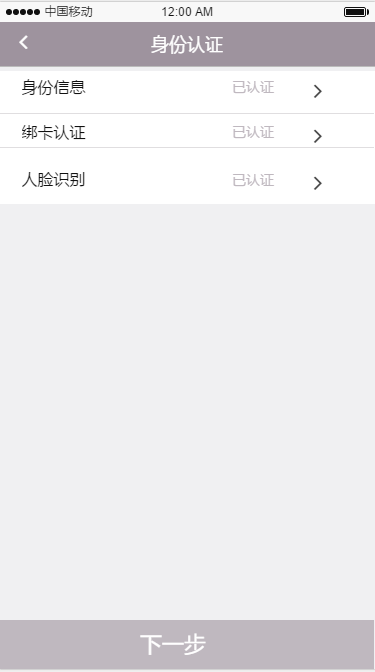 中国移动 12:00 AM
身份认证
身份信息 已认证
绑卡认证 已认证
人脸识别 已认证
下一步